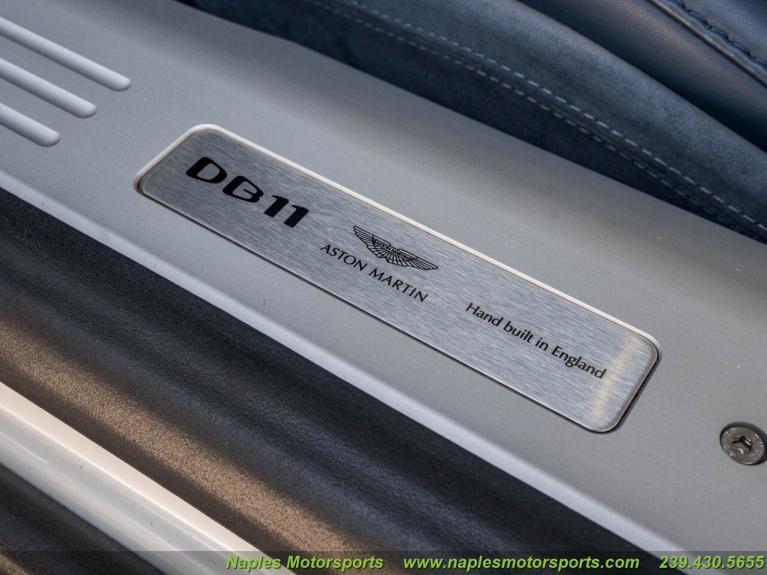 DB11
ASTON MARTIN
Hand built in England
Naples Motorsports www.naplesmotorsports.com 239.430.5655